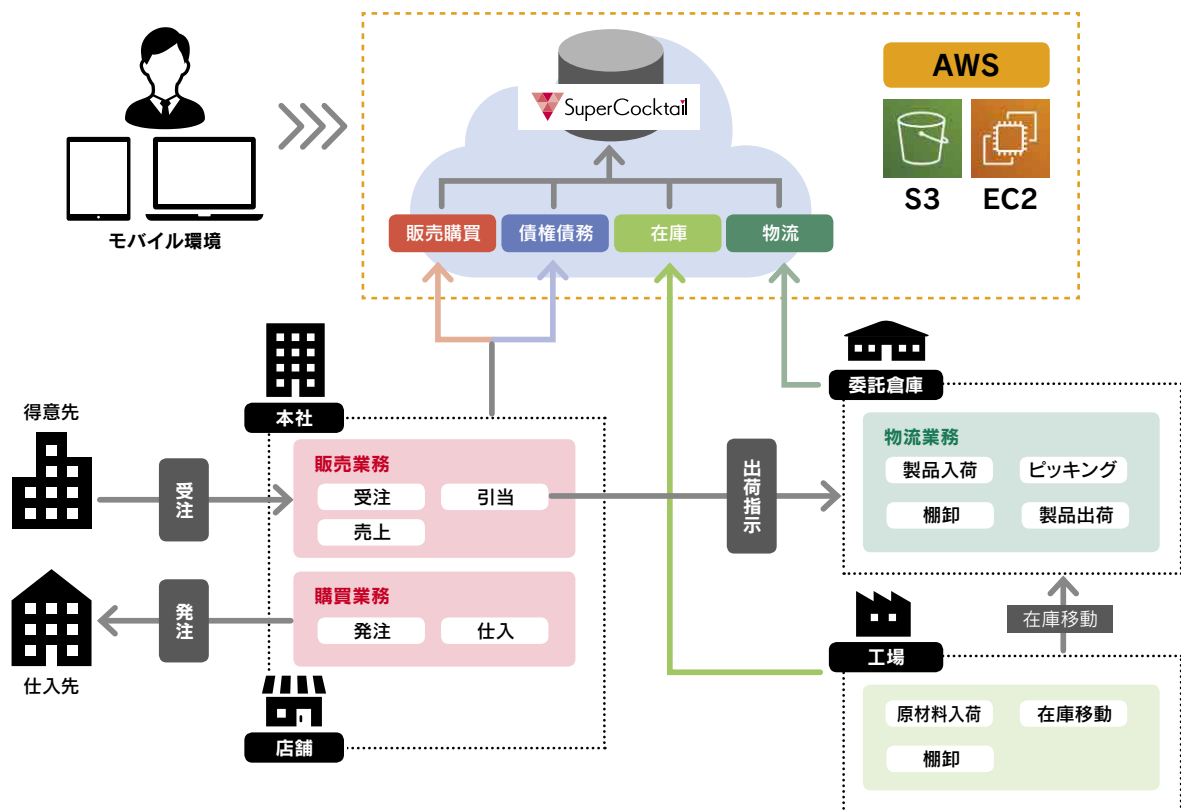 AWS
SuperCocktail
S3
EC2
モバイル環境
販売購買
債権債務
在庫
物流
本社
委託倉庫
得意先
受注
販売業務
受注
引当
売上
出荷指示
物流業務
製品入荷
ピッキング
棚卸
製品出荷
発注
購買業務
発注
仕入
仕入先
在庫移動
工場
店舗
原材料入荷
在庫移動
棚卸